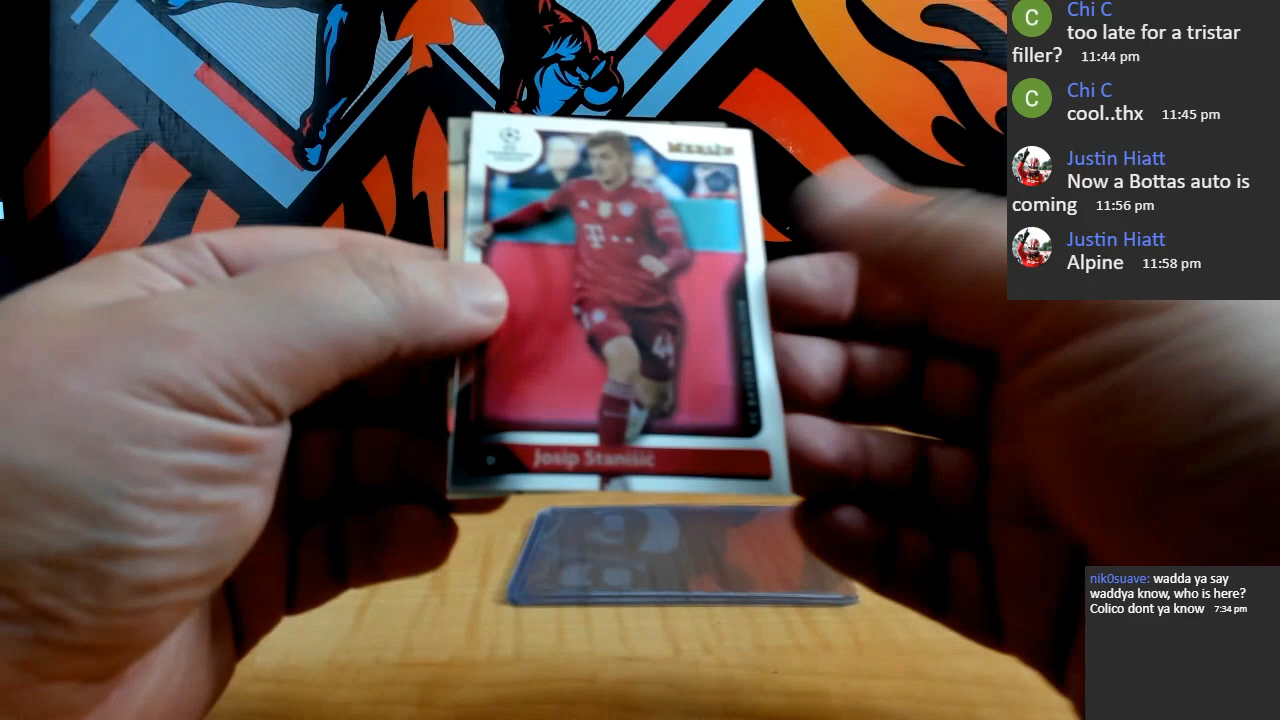 Chi C
too late for a tristar
filler? 11:44 pm
Chi C
cool..thx 11:45 pm
Justin Hiatt
Now a Bottas auto is
coming 11:56 pm
Justin Hiatt
Alpine 11:58 pm
MERLIN
T
44
Josip Stanišić
nik0suave: wadda ya say
waddya know, who is here?
Colico dont ya know 7:34 pm
C
C